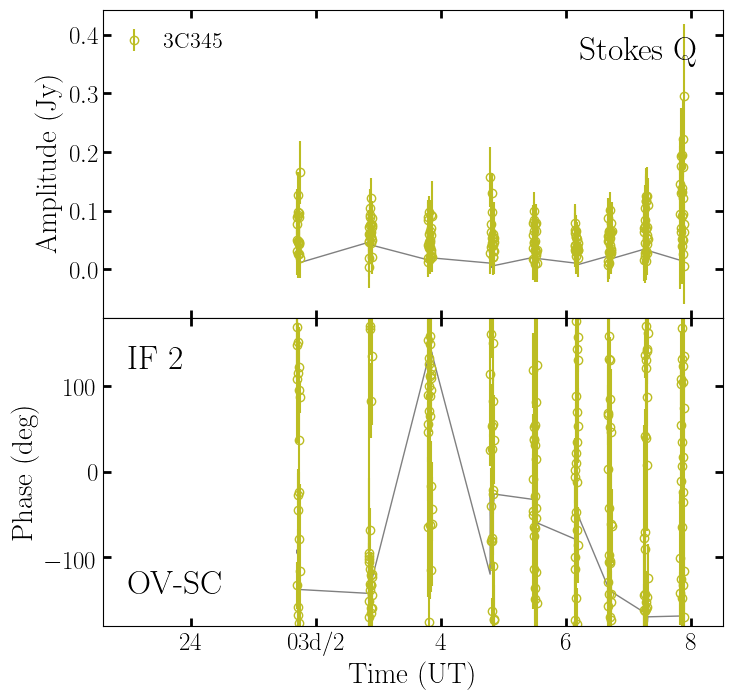 3C345
Stokes Q
0.4
0.3
0.2
0.1
0.0
Amplitude (Jy)
IF 2
100
0
−100
Phase (deg)
OV-SC
24
03d/2
4
6
8
Time (UT)